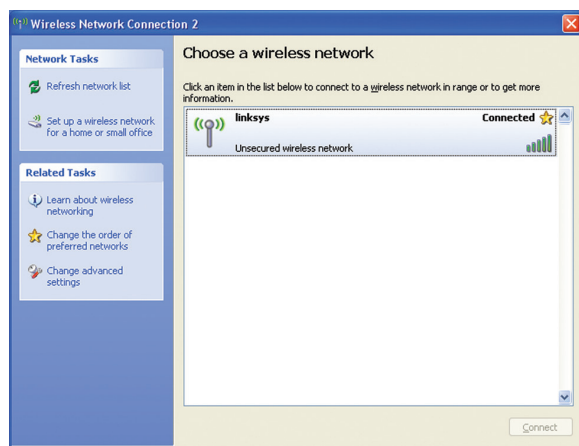 Wireless Network Connection 2
Network Tasks
Refresh network list
Set up a wireless network
for a home or small office
Related Tasks
Learn about wireless
networking
Change the order of
preferred networks
Change advanced
settings
Choose a wireless network
Click an item in the list below to connect to a wireless network in range or to get more
information.
linksys
Connected
Unsecured wireless network
Connect